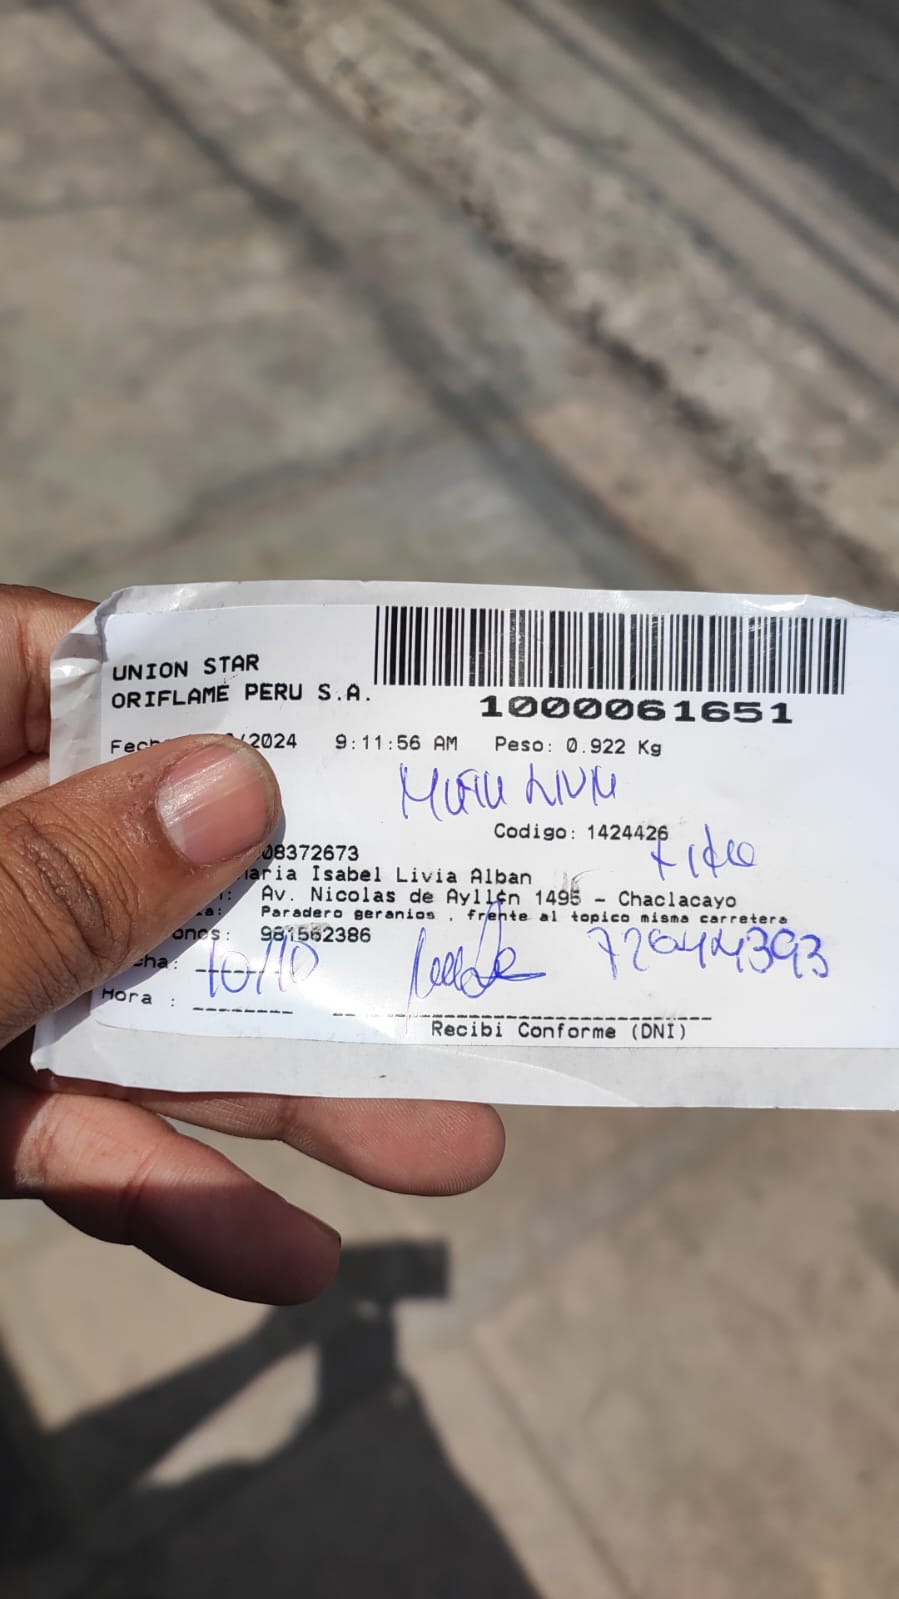 UNION STAR
ORIFLAME PERU S.A.
1000061651
/2024 9:11:56 AM Peso: 0.922 Kg
Codigo: 1424426
08372673
Maria Isabel Livia Alban
Av. Nicolas de Ayllón 1495 - Chaclacayo
Paradero geranios , frente al topico misma carretera
981562386
10/10
72644393
Hora :
Recibi Conforme (DNI)